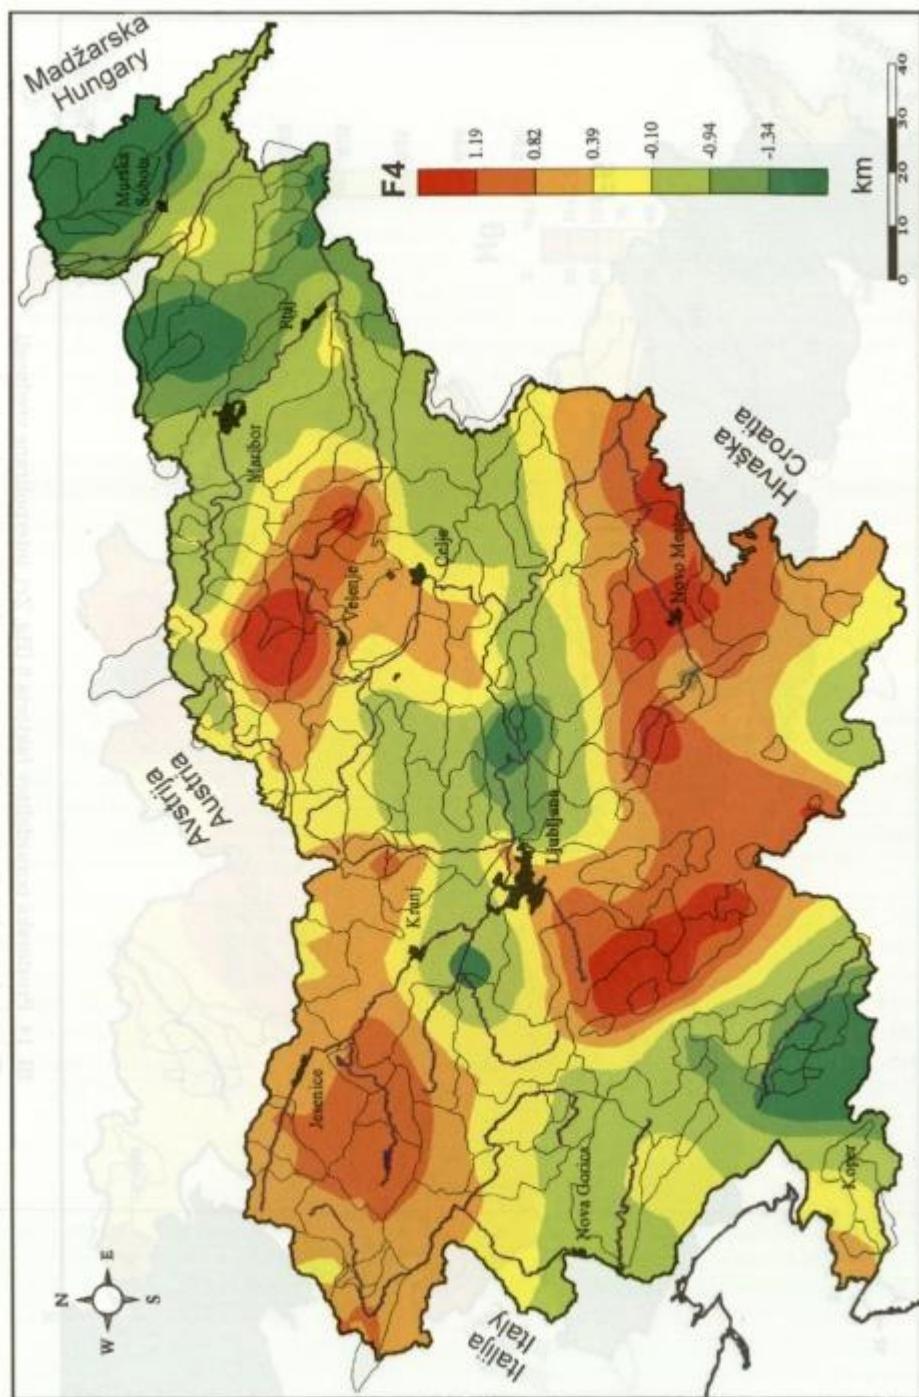 Madžarska
Hungary
Murska
Sobota
F4
1.19
0.82
0.39
-0.10
-0.94
-1.34
km
0
10
20
30
40
Ptuj
Maribor
Hrvaška
Croatia
Celje
Velenje
Novo Mesto
Avstrija
Austria
Ljubljana
Kranj
Jesenice
Nova Gorica
Koper
N
E
S
W
Italija
Italy